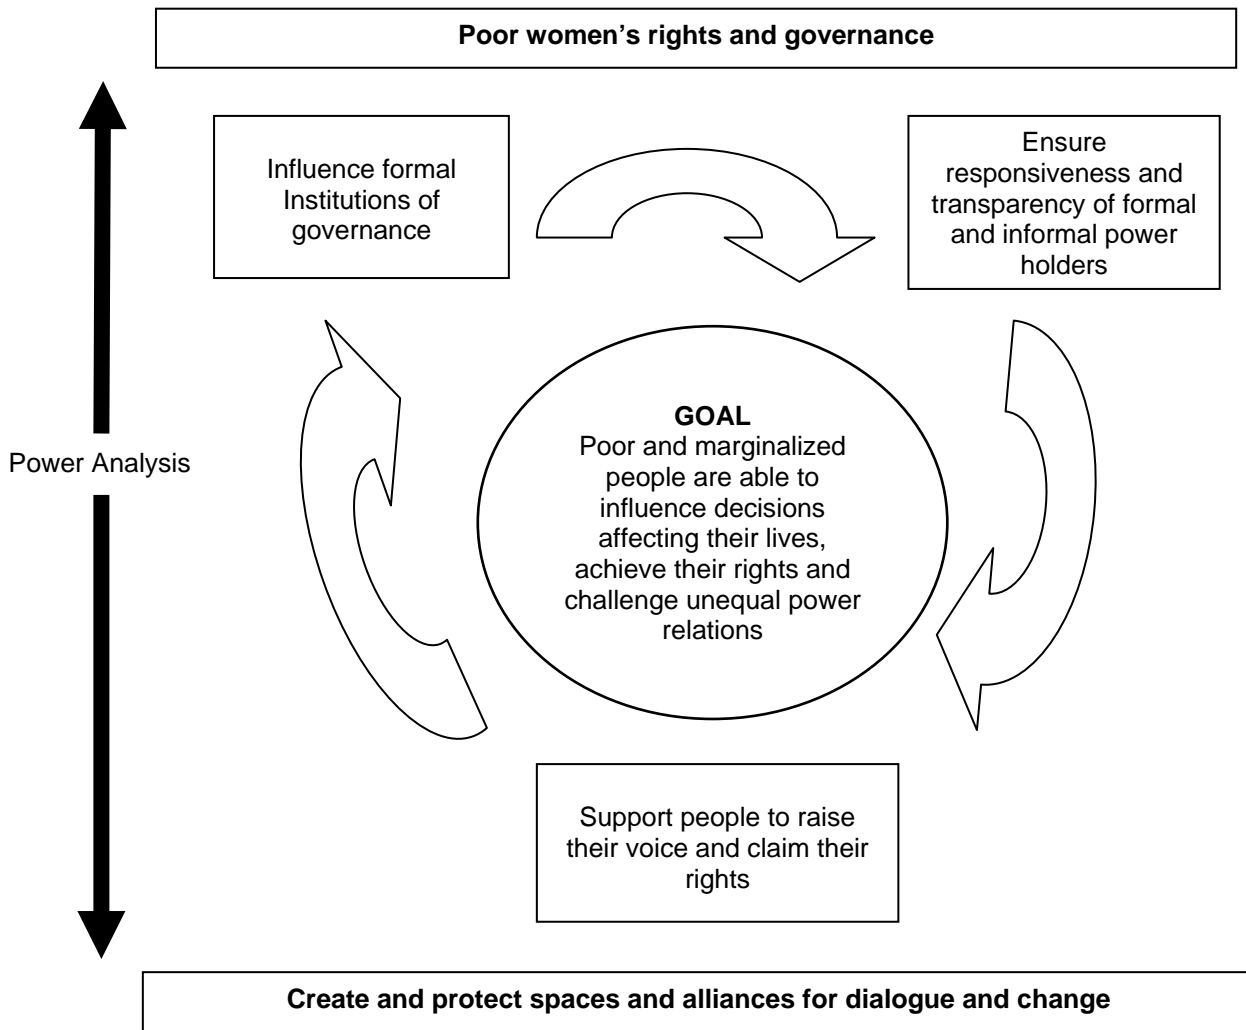 Poor women’s rights and governance
Influence formal
Institutions of
governance
Ensure
responsiveness and
transparency of formal
and informal power
holders
Power Analysis
GOAL
Poor and marginalized
people are able to
influence decisions
affecting their lives,
achieve their rights and
challenge unequal power
relations
Support people to raise
their voice and claim their
rights
Create and protect spaces and alliances for dialogue and change